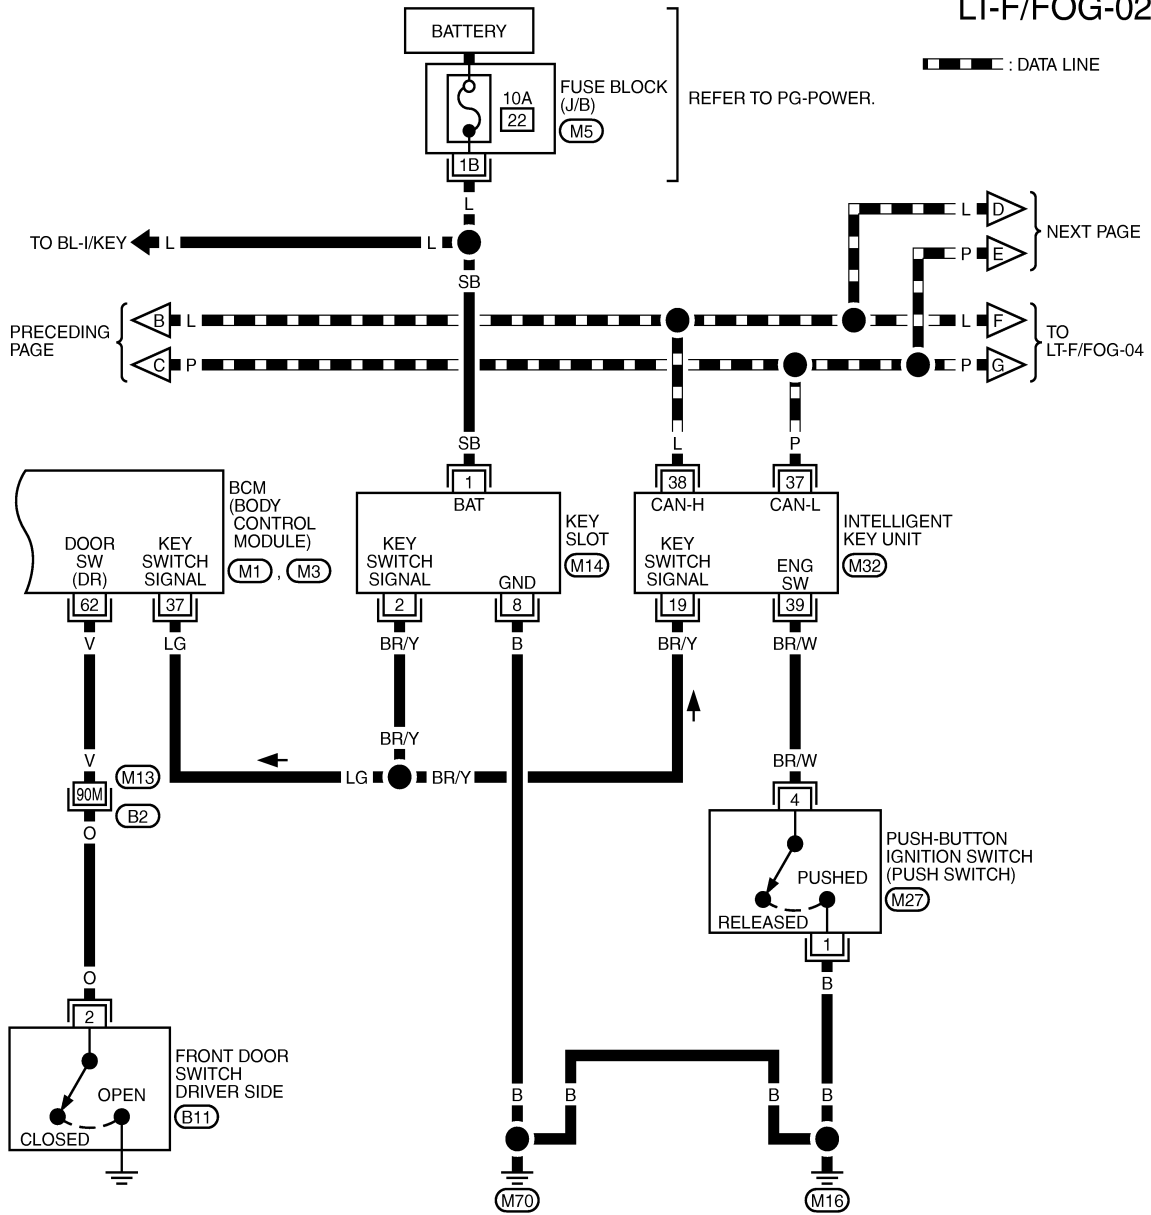 LT-F/FOG-02
BATTERY
: DATA LINE
FUSE BLOCK
(J/B)
M5
10A
22
REFER TO PG-POWER.
1B
L
TO BL-I/KEY
L
L
SB
L
D
P
E
NEXT PAGE
PRECEDING
PAGE
B
L
L
F
C
P
P
G
TO
LT-F/FOG-04
SB
L
P
1
38
37
BAT
CAN-H
CAN-L
BCM
(BODY
CONTROL
MODULE)
M1 , M3
DOOR
SW
(DR)
KEY
SWITCH
SIGNAL
KEY
SWITCH
SIGNAL
GND
KEY
SLOT
M14
KEY
SWITCH
SIGNAL
ENG
SW
INTELLIGENT
KEY UNIT
M32
62
37
2
8
19
39
V
LG
BR/Y
B
BR/Y
BR/W
BR/Y
V
LG
BR/Y
BR/W
M13
90M
B2
O
4
PUSH-BUTTON
IGNITION SWITCH
(PUSH SWITCH)
M27
PUSHED
RELEASED
1
B
O
2
FRONT DOOR
SWITCH
DRIVER SIDE
B11
OPEN
CLOSED
B
B
B
B
M70
M16